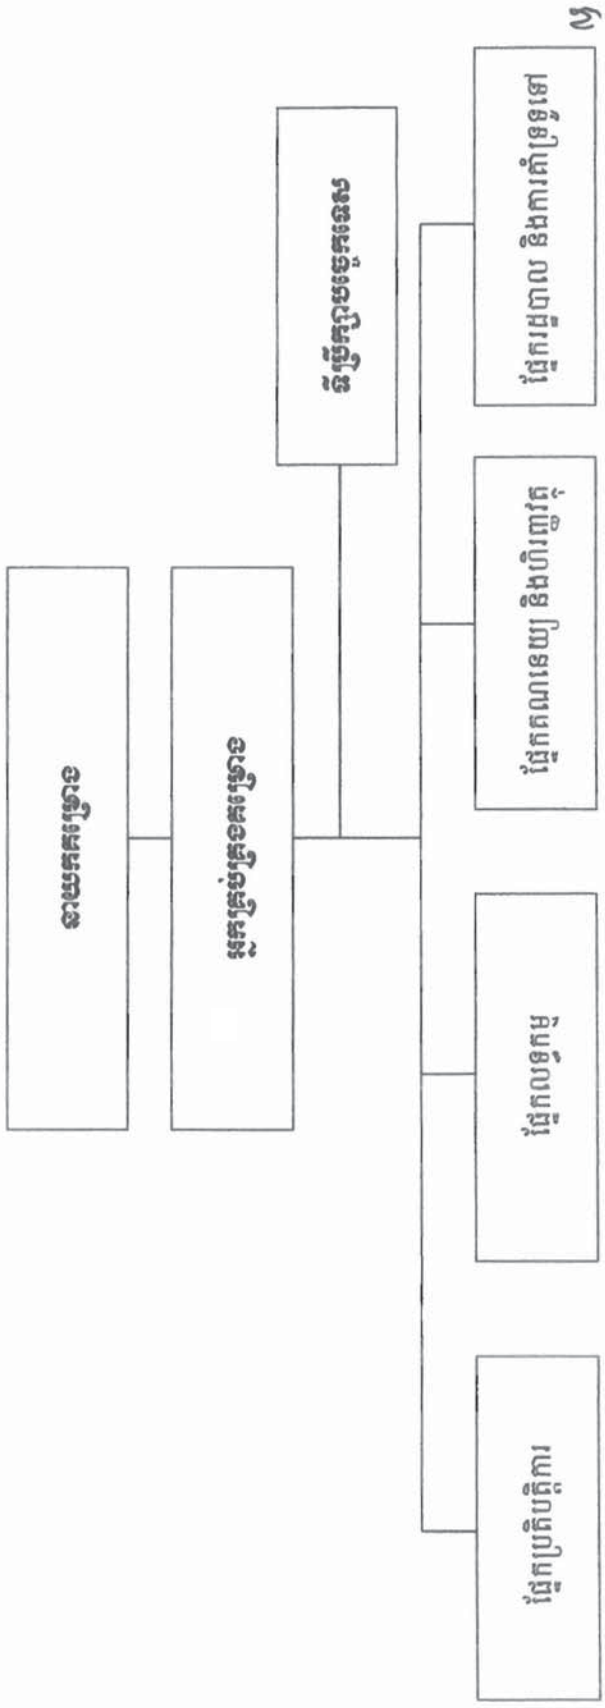 នាយកគម្រោង
អ្នកគ្រប់គ្រងគម្រោង
ទីប្រឹក្សាបច្ចេកទេស
ផ្នែកប្រតិបត្តិការ
ផ្នែកលទ្ធកម្ម
ផ្នែកគណនេយ្យ និងហិរញ្ញវត្ថុ
ផ្នែករដ្ឋបាល និងការគាំទ្រទូទៅ